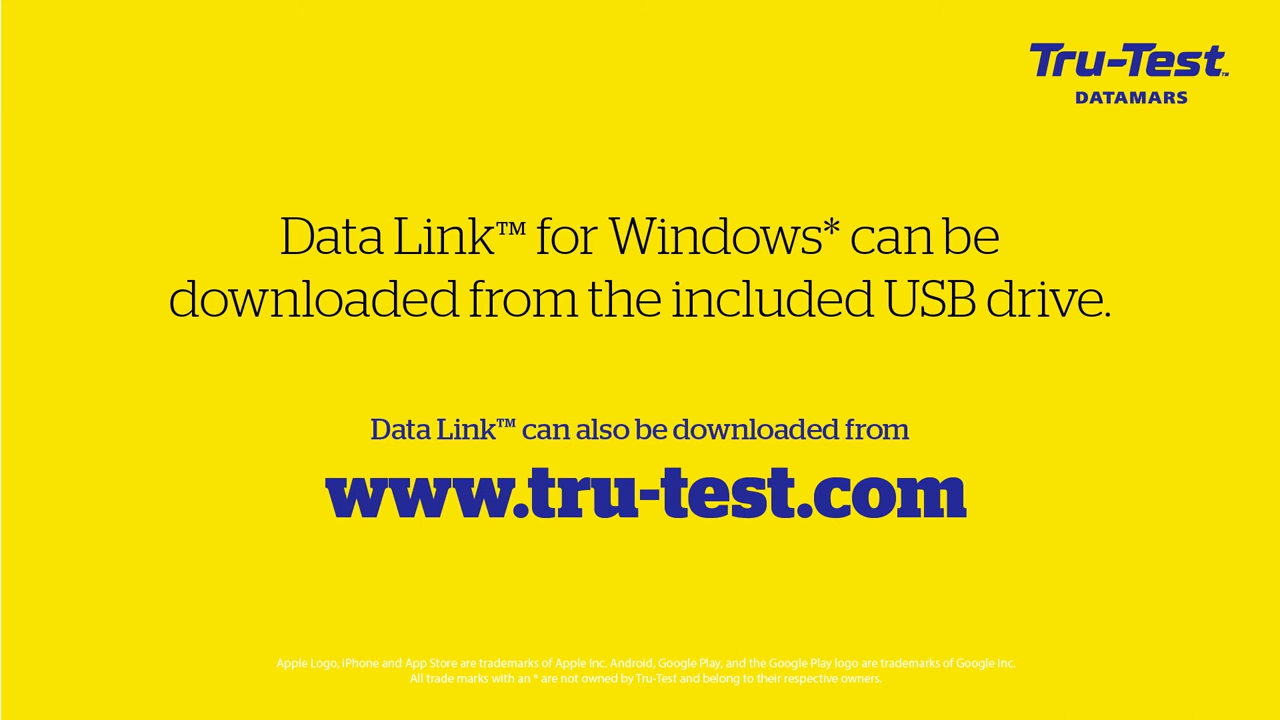 Tru-Test™
DATAMARS
Data Link™ for Windows* can be
downloaded from the included USB drive.
Data Link™ can also be downloaded from
www.tru-test.com
Apple Logo, iPhone and App Store are trademarks of Apple Inc. Android, Google Play, and the Google Play logo are trademarks of Google Inc.
All trade marks with an * are not owned by Tru-Test and belong to their respective owners.